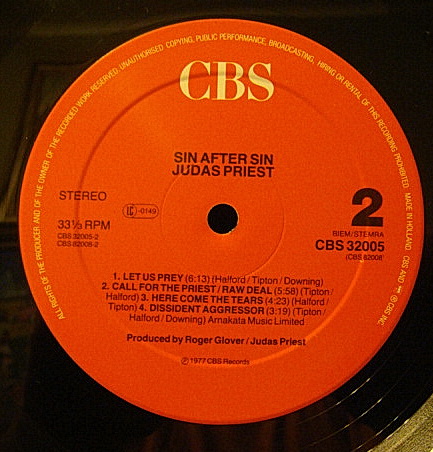 ALL RIGHTS OF THE PRODUCER AND OF THE OWNER OF THE RECORDED WORK RESERVED. UNAUTHORISED COPYING, PUBLIC PERFORMANCE, BROADCASTING, HIRING OR RENTAL OF THIS RECORDING PROHIBITED. MADE IN HOLLAND
CBS
SIN AFTER SIN
JUDAS PRIEST
STEREO
LC-0149
2
33⅓ RPM
CBS 32005-2
CBS 82008-2
BIEM/STEMRA
CBS 32005
(CBS 82008)
1. LET US PREY (6:13) (Halford / Tipton / Downing)
2. CALL FOR THE PRIEST / RAW DEAL (5:58) (Tipton /
Halford) 3. HERE COME THE TEARS (4:23) (Halford /
Tipton) 4. DISSIDENT AGGRESSOR (3:19) (Tipton /
Halford / Downing) Arnakata Music Limited
Produced by Roger Glover / Judas Priest
℗ 1977 CBS Records